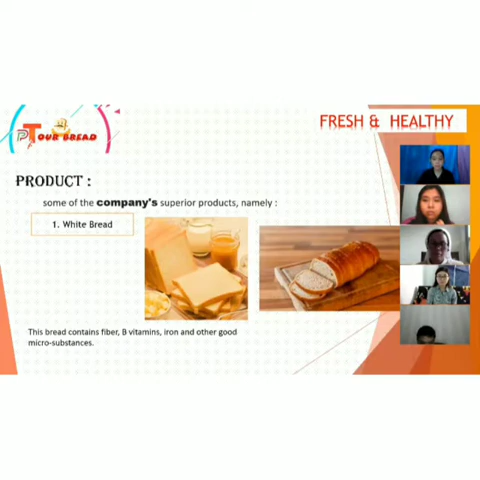 PT OUR BREAD
FRESH & HEALTHY
PRODUCT :
some of the company's superior products, namely :
1. White Bread
This bread contains fiber, B vitamins, iron and other good
micro-substances.